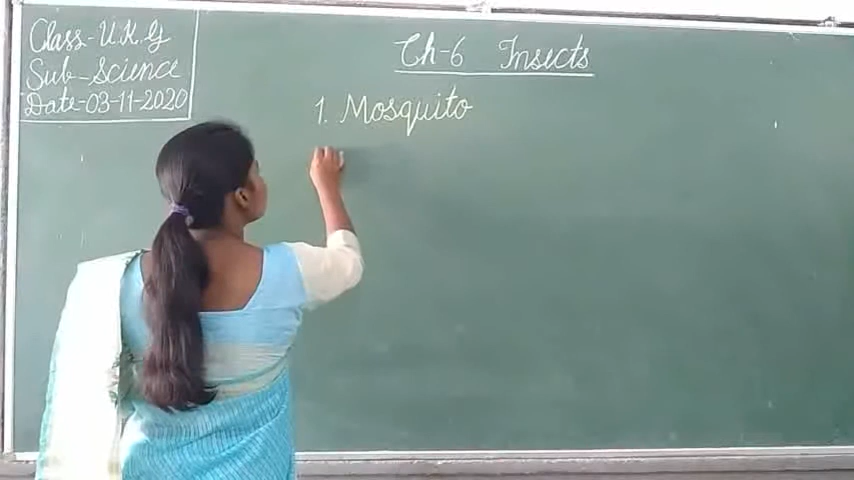 Class-U.K.G
Sub-Science
Date-03-11-2020
Ch-6 Insects
1. Mosquito